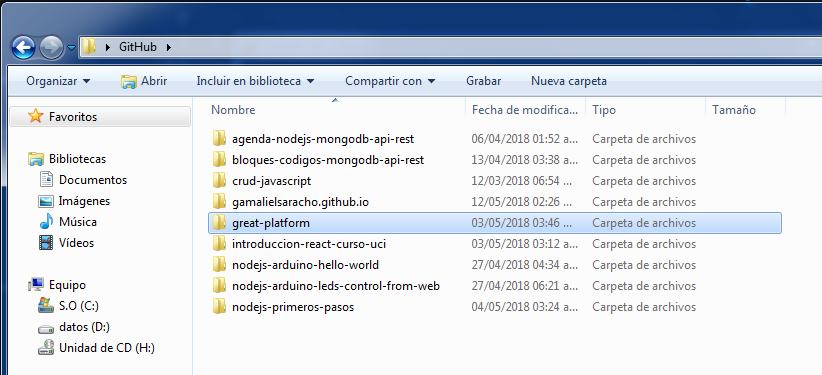 GitHub
Organizar Abrir Incluir en biblioteca Compartir con Grabar Nueva carpeta
Favoritos
Bibliotecas
Documentos
Imágenes
Música
Vídeos
Equipo
S.O (C:)
datos (D:)
Unidad de CD (H:)
Nombre Fecha de modifica... Tipo Tamaño
agenda-nodejs-mongodb-api-rest 06/04/2018 01:52 a... Carpeta de archivos
bloques-codigos-mongodb-api-rest 13/04/2018 03:38 a... Carpeta de archivos
crud-javascript 12/03/2018 06:54 ... Carpeta de archivos
gamalielsaracho.github.io 12/05/2018 02:26 ... Carpeta de archivos
great-platform 03/05/2018 03:46 ... Carpeta de archivos
introduccion-react-curso-uci 03/05/2018 03:12 a... Carpeta de archivos
nodejs-arduino-hello-world 27/04/2018 04:34 a... Carpeta de archivos
nodejs-arduino-leds-control-from-web 27/04/2018 06:21 a... Carpeta de archivos
nodejs-primeros-pasos 04/05/2018 03:24 a... Carpeta de archivos